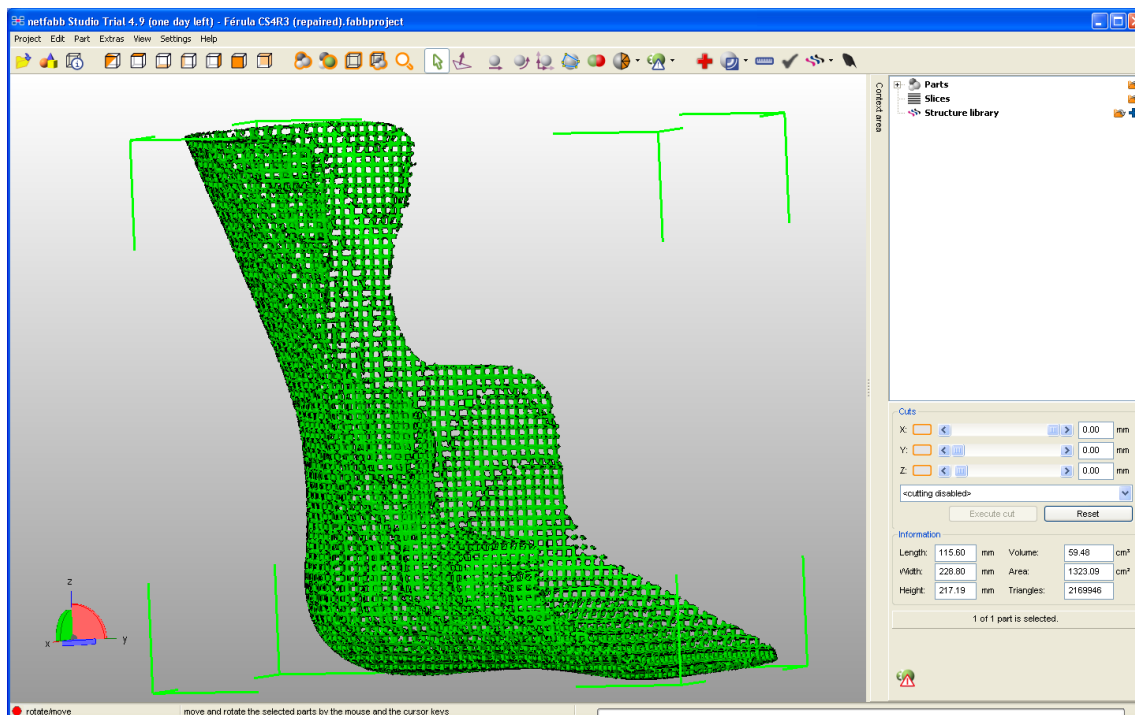 netfabb Studio Trial 4.9 (one day left) - Férula CS4R3 (repaired).fabbproject
Project Edit Part Extras View Settings Help
Context area
Parts
Slices
Structure library
Cuts
X: 0.00 mm
Y: 0.00 mm
Z: 0.00 mm
<cutting disabled>
Execute cut Reset
Information
Length: 115.60 mm Volume: 59.48 cm³
Width: 228.80 mm Area: 1323.09 cm²
Height: 217.19 mm Triangles: 2169946
1 of 1 part is selected.
z
x y
rotate/move move and rotate the selected parts by the mouse and the cursor keys